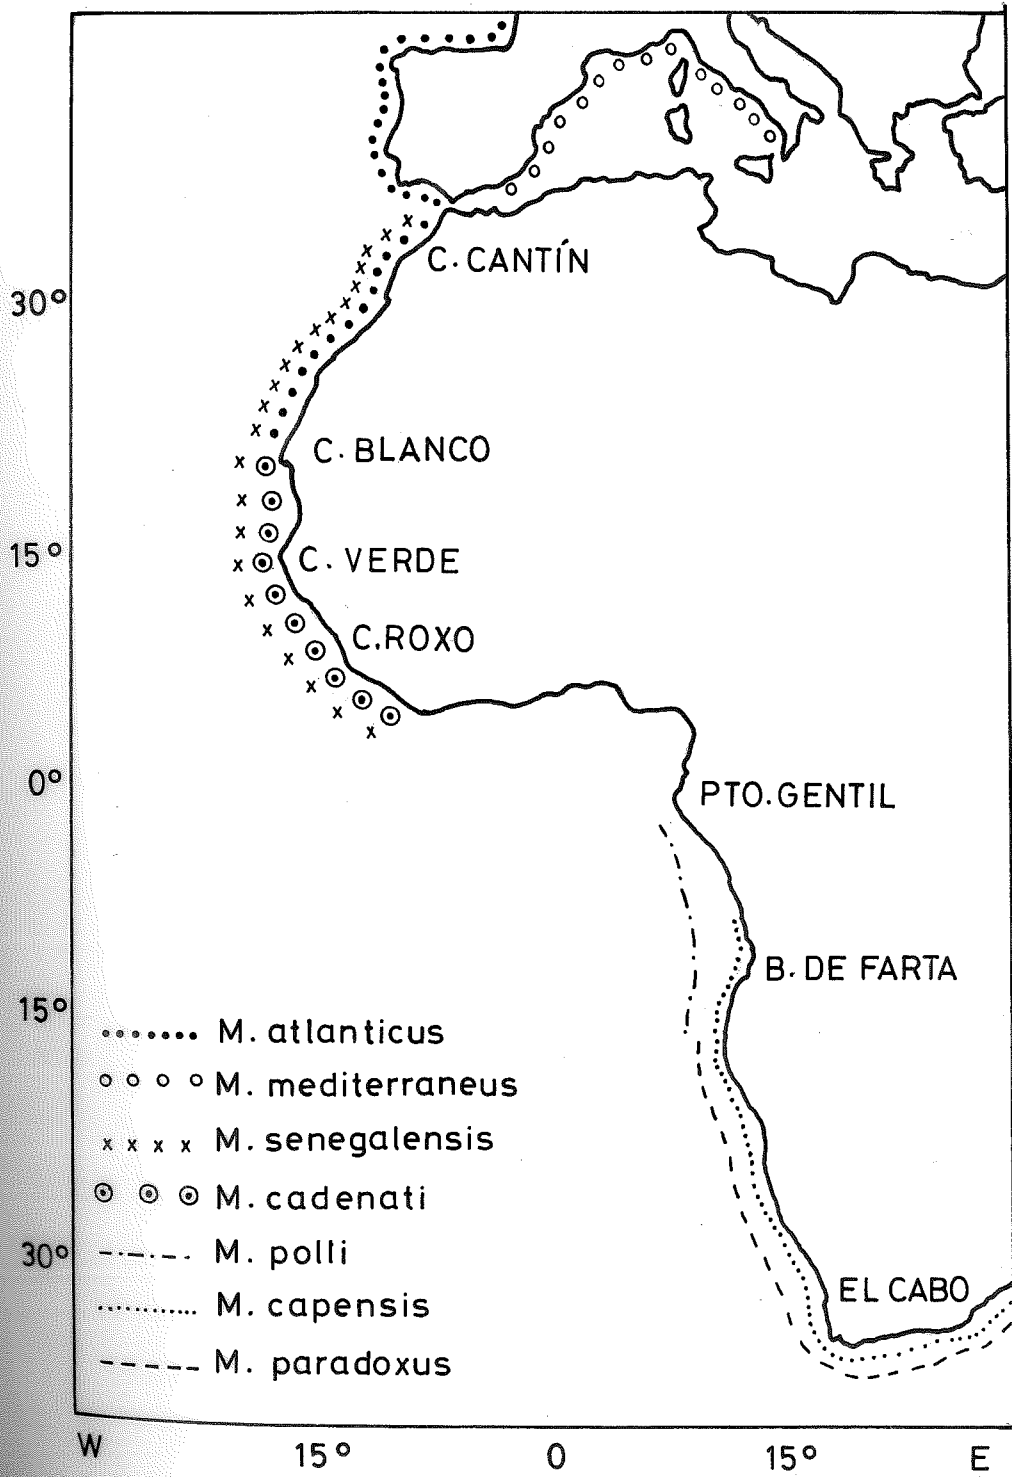 C. CANTÍN
30°
C. BLANCO
15°
C. VERDE
C. ROXO
0°
PTO. GENTIL
B. DE FARTA
15°
M. atlanticus
M. mediterraneus
M. senegalensis
M. cadenati
30°
M. polli
EL CABO
M. capensis
M. paradoxus
W 15° 0 15° E